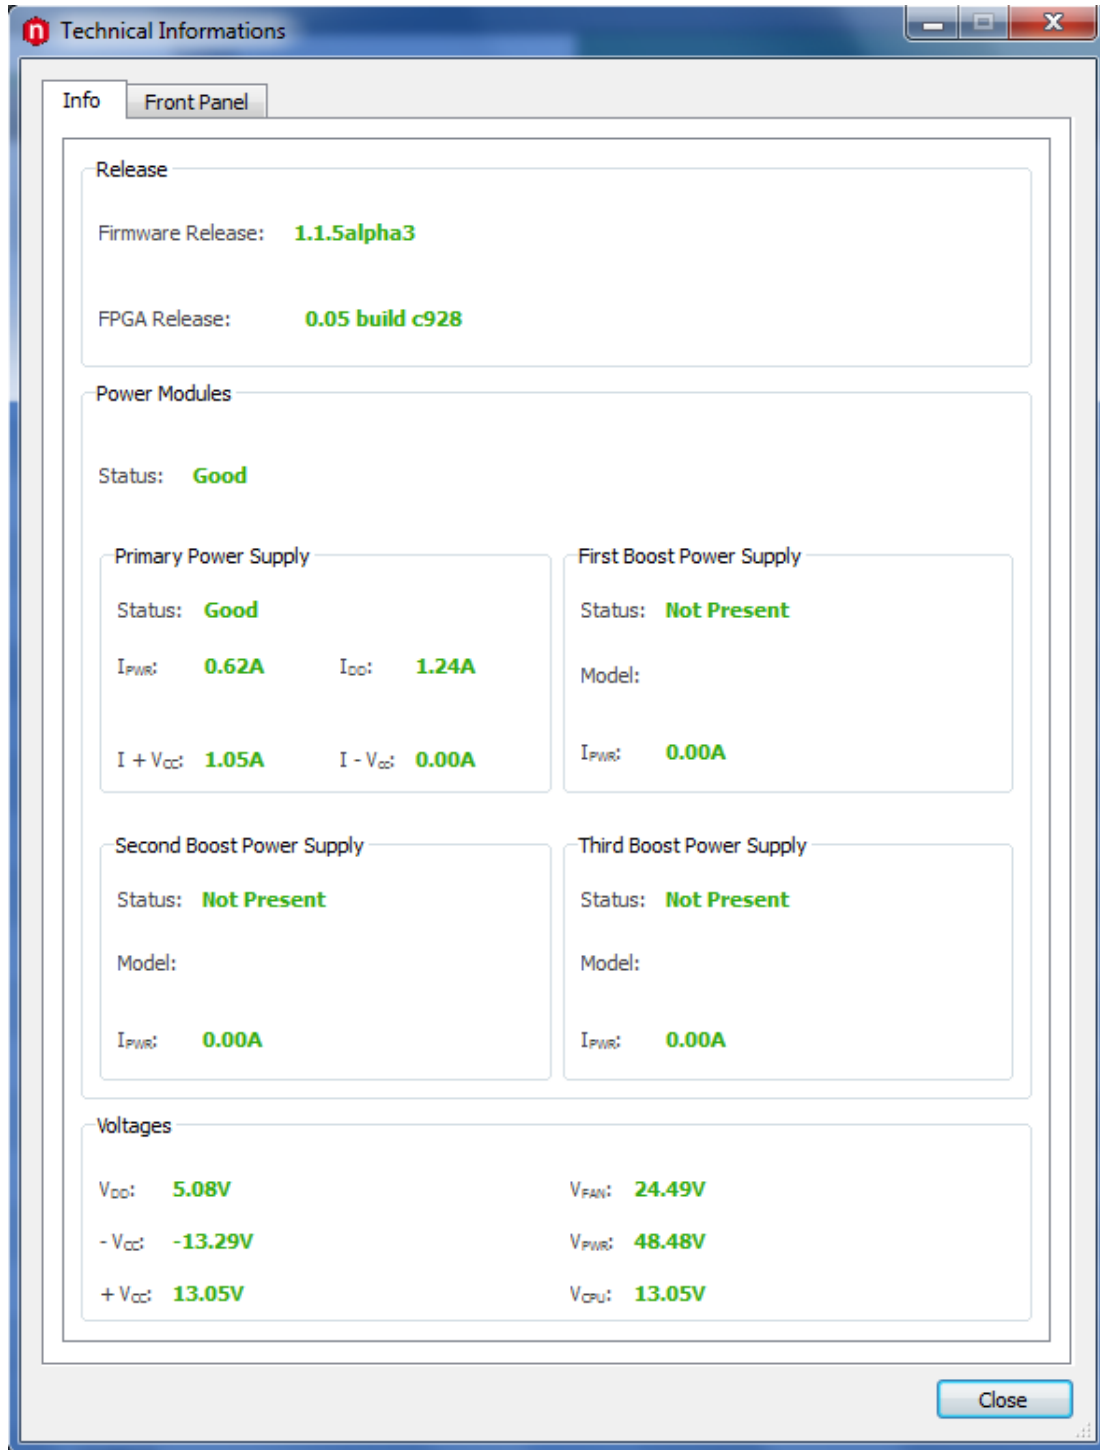 n Technical Informations
Info Front Panel
Release
Firmware Release: 1.1.5alpha3
FPGA Release: 0.05 build c928
Power Modules
Status: Good
Primary Power Supply
Status: Good
IPWR: 0.62A IDD: 1.24A
I + VCC: 1.05A I - VCC: 0.00A
First Boost Power Supply
Status: Not Present
Model:
IPWR: 0.00A
Second Boost Power Supply
Status: Not Present
Model:
IPWR: 0.00A
Third Boost Power Supply
Status: Not Present
Model:
IPWR: 0.00A
Voltages
VDD: 5.08V VFAN: 24.49V
- VCC: -13.29V VPWR: 48.48V
+ VCC: 13.05V VCPU: 13.05V
Close